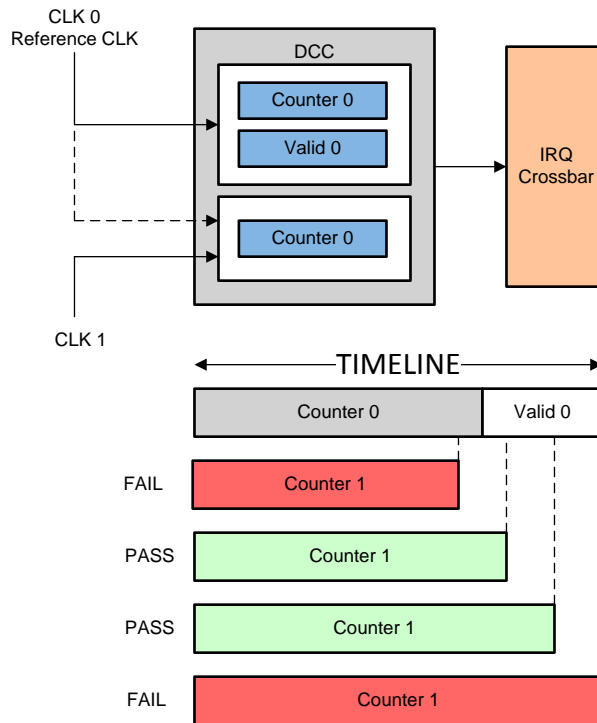 CLK 0
Reference CLK
DCC
Counter 0
Valid 0
IRQ
Crossbar
Counter 0
CLK 1
TIMELINE
Counter 0
Valid 0
FAIL
Counter 1
PASS
Counter 1
PASS
Counter 1
FAIL
Counter 1